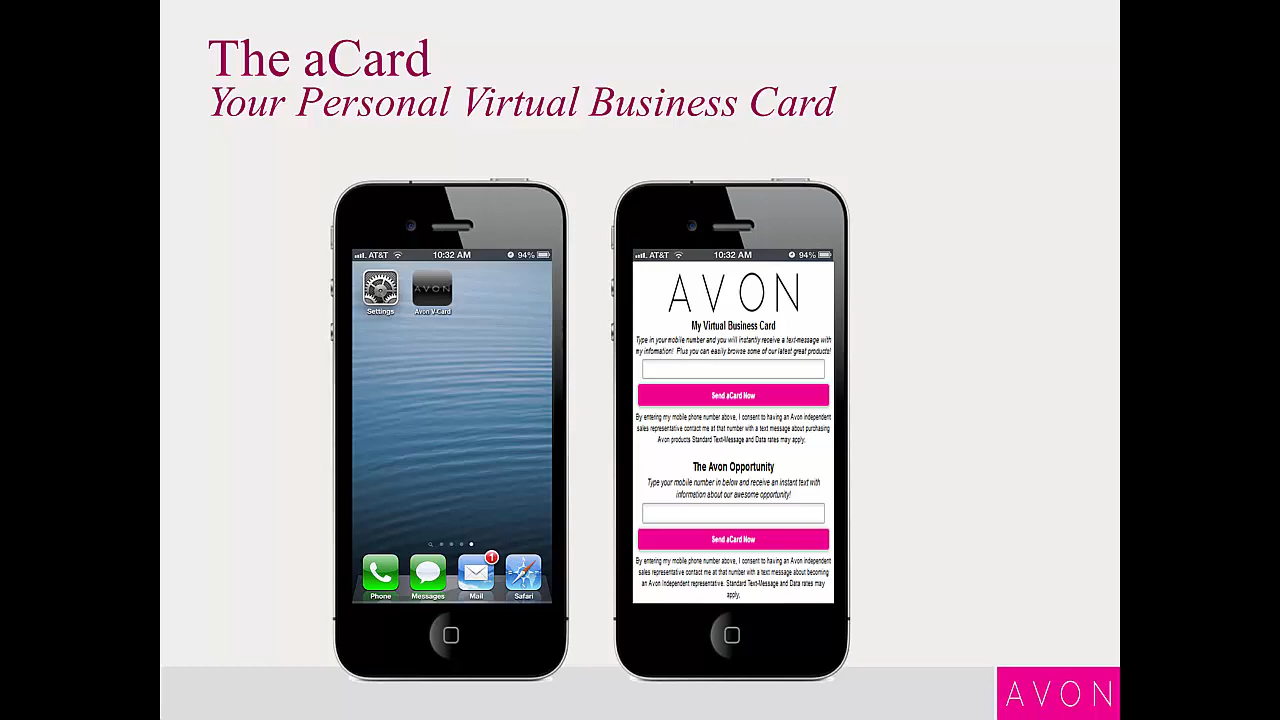 The aCard
Your Personal Virtual Business Card
AT&T 10:32 AM 94%
Settings
AVON
Avon V-Card
1
Phone
Messages
Mail
Safari
AT&T 10:32 AM 94%
AVON
My Virtual Business Card
Type in your mobile number and you will instantly receive a text-message with
my infomation! Plus you can easily browse some of our latest great products!
Send aCard Now
By entering my mobile phone number above, I consent to having an Avon independent
sales representative contact me at that number with a text message about purchasing
Avon products Standard Text-Message and Data rates may apply.
The Avon Opportunity
Type your mobile number in below and receive an instant text with
information about our awesome opportunity!
Send aCard Now
By entering my mobile phone number above, I consent to having an Avon independent
sales representative contact me at that number with a text message about becoming
an Avon Independent representative. Standard Text-Message and Data rates may
apply.
AVON